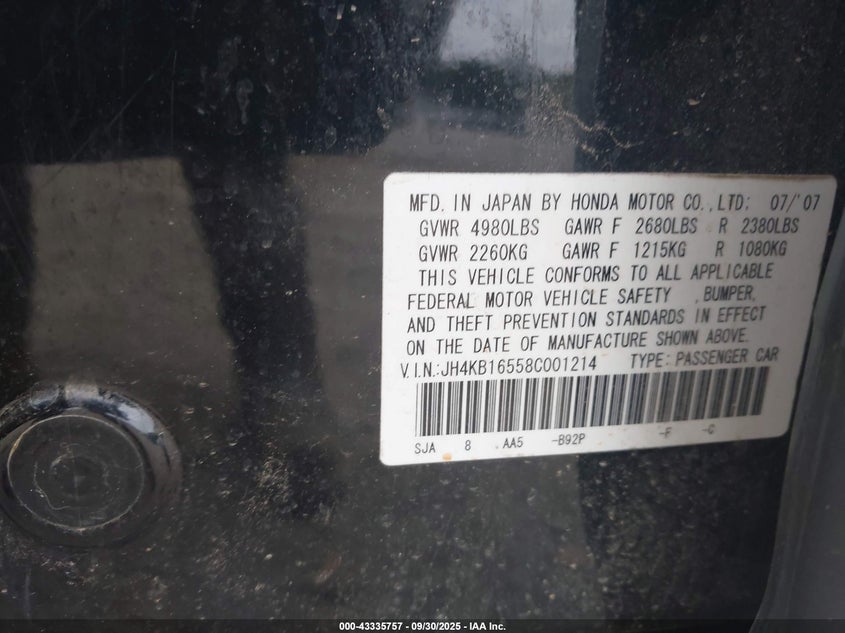 MFD. IN JAPAN BY HONDA MOTOR CO.,LTD: 07/'07
GVWR 4980LBS GAWR F 2680LBS R 2380LBS
GVWR 2260KG GAWR F 1215KG R 1080KG
THIS VEHICLE CONFORMS TO ALL APPLICABLE
FEDERAL MOTOR VEHICLE SAFETY ,BUMPER,
AND THEFT PREVENTION STANDARDS IN EFFECT
ON THE DATE OF MANUFACTURE SHOWN ABOVE.
V.I.N.:JH4KB16558C001214 TYPE: PASSENGER CAR
SJA 8 AA5 -B92P -F -C
000-43335757 - 09/30/2025 - IAA Inc.